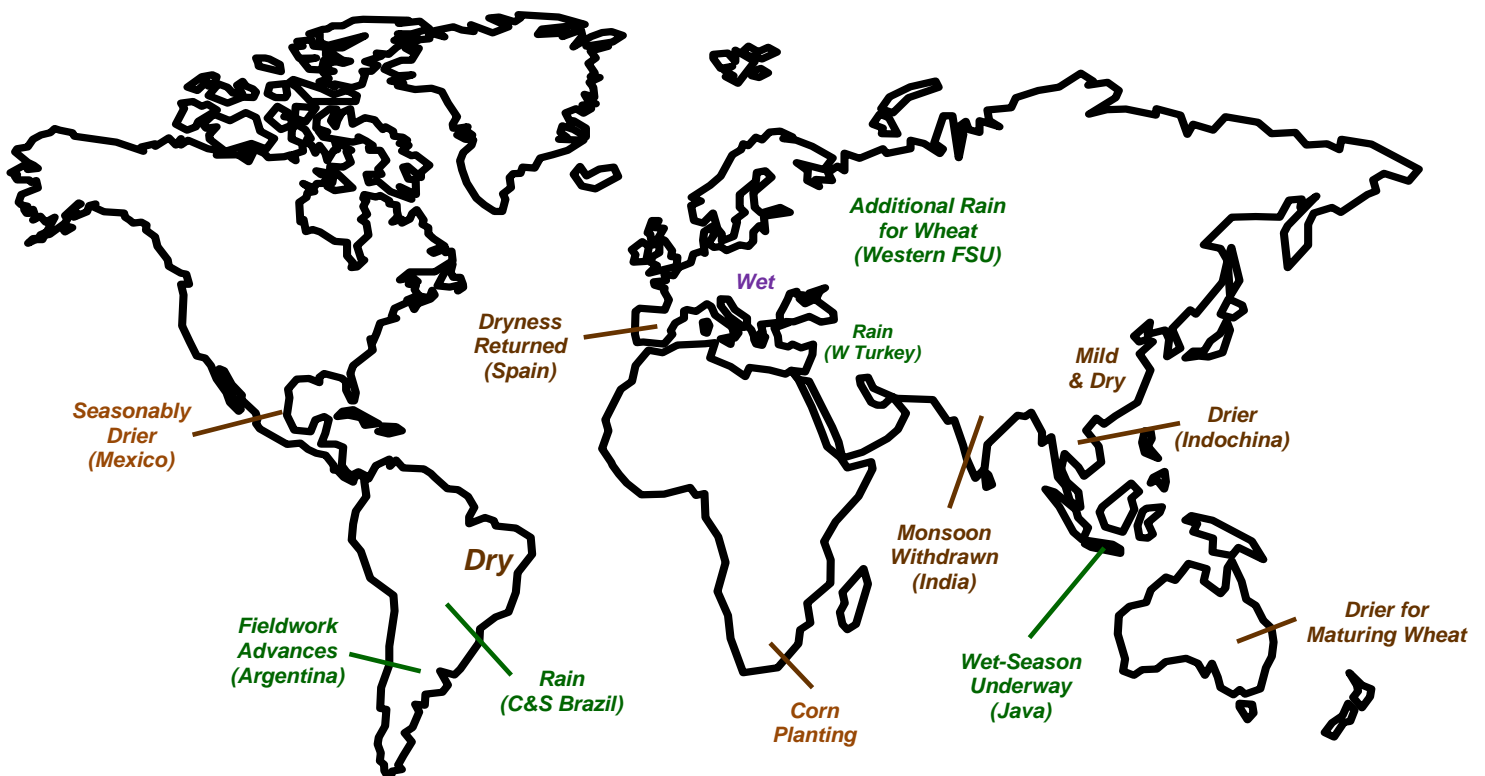 Additional Rain
for Wheat
(Western FSU)
Wet
Dryness
Returned
(Spain)
Rain
(W Turkey)
Mild
& Dry
Seasonably
Drier
(Mexico)
Drier
(Indochina)
Monsoon
Withdrawn
(India)
Dry
Fieldwork
Advances
(Argentina)
Rain
(C&S Brazil)
Corn
Planting
Wet-Season
Underway
(Java)
Drier for
Maturing Wheat